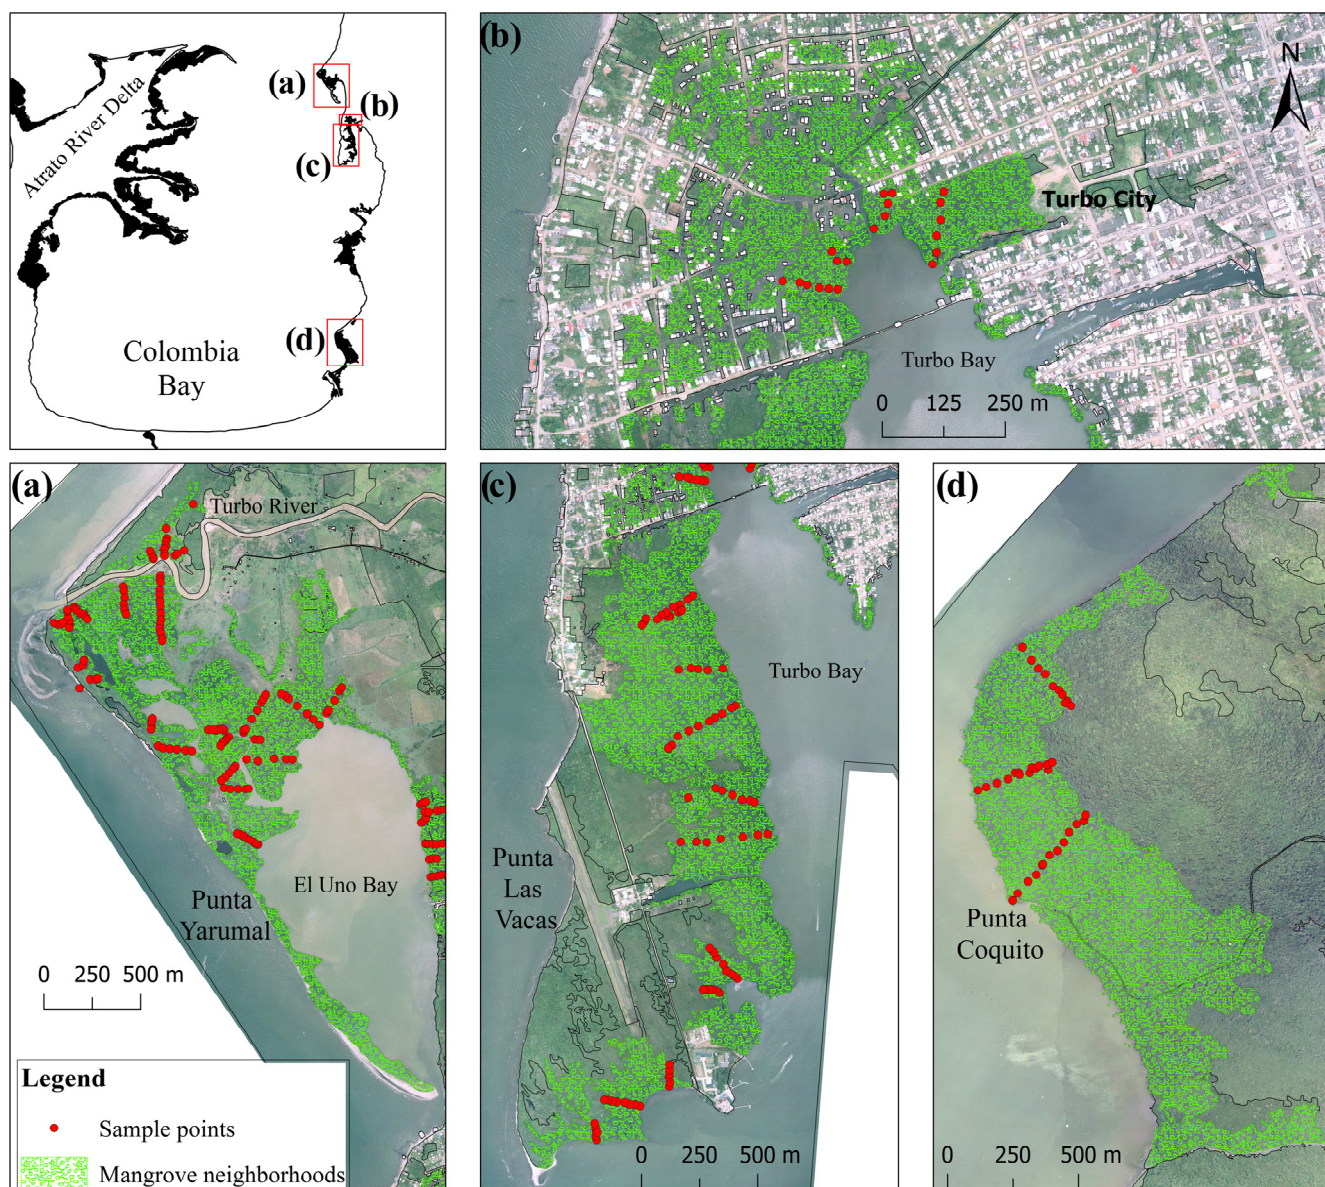 (a)
(b)
(c)
(d)
Atrato River Delta
Colombia
Bay
(b)
N
Turbo City
Turbo Bay
0 125 250 m
(a)
Turbo River
El Uno Bay
Punta
Yarumal
0 250 500 m
Legend
Sample points
Mangrove neighborhoods
(c)
Turbo Bay
Punta
Las
Vacas
0 250 500 m
(d)
Punta
Coquito
0 250 500 m